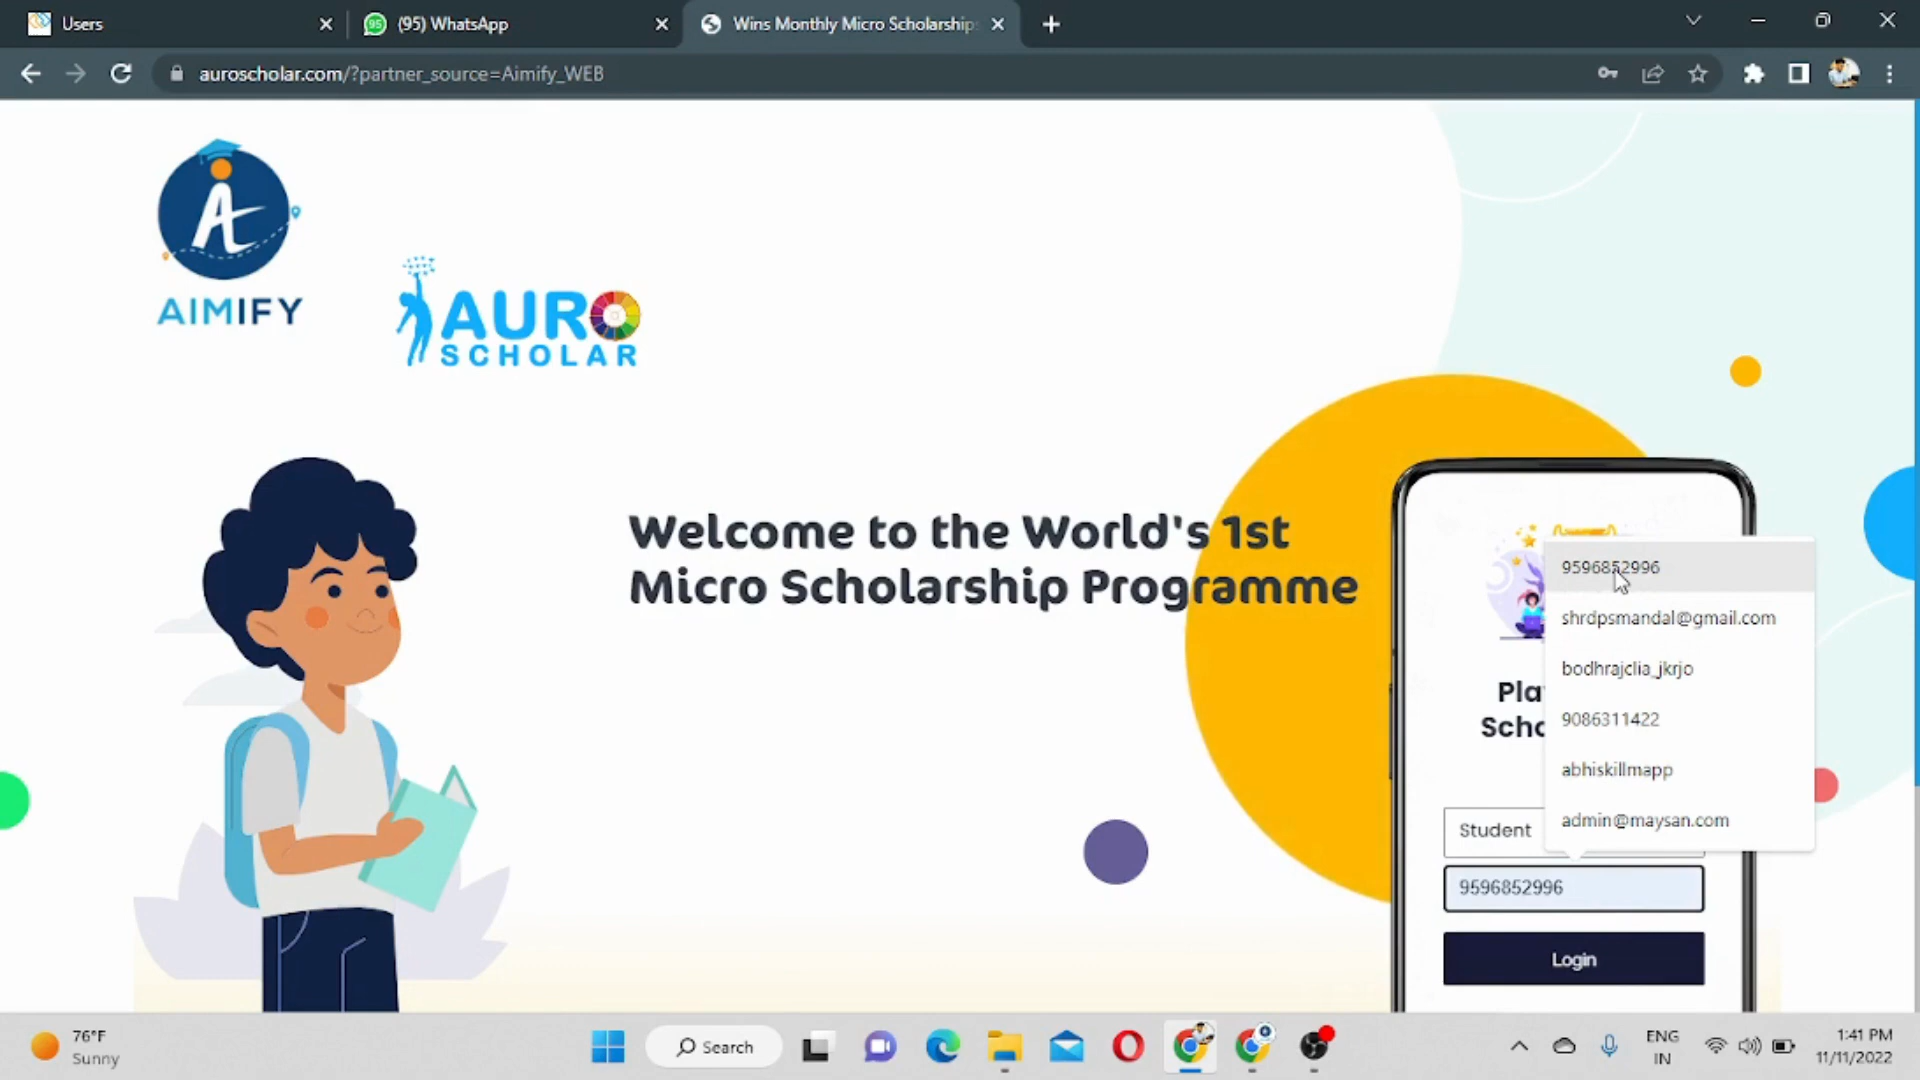 Users
(95) WhatsApp
Wins Monthly Micro Scholarship
auroscholar.com/?partner_source=Aimify_WEB
AIMIFY
AURO
SCHOLAR
Welcome to the World's 1st
Micro Scholarship Programme
9596852996
shrdpsmandal@gmail.com
bodhrajclia_jkrjo
9086311422
abhiskillmapp
admin@maysan.com
Pla
Scho
Student
9596852996
Login
76°F
Sunny
Search
ENG
IN
1:41 PM
11/11/2022